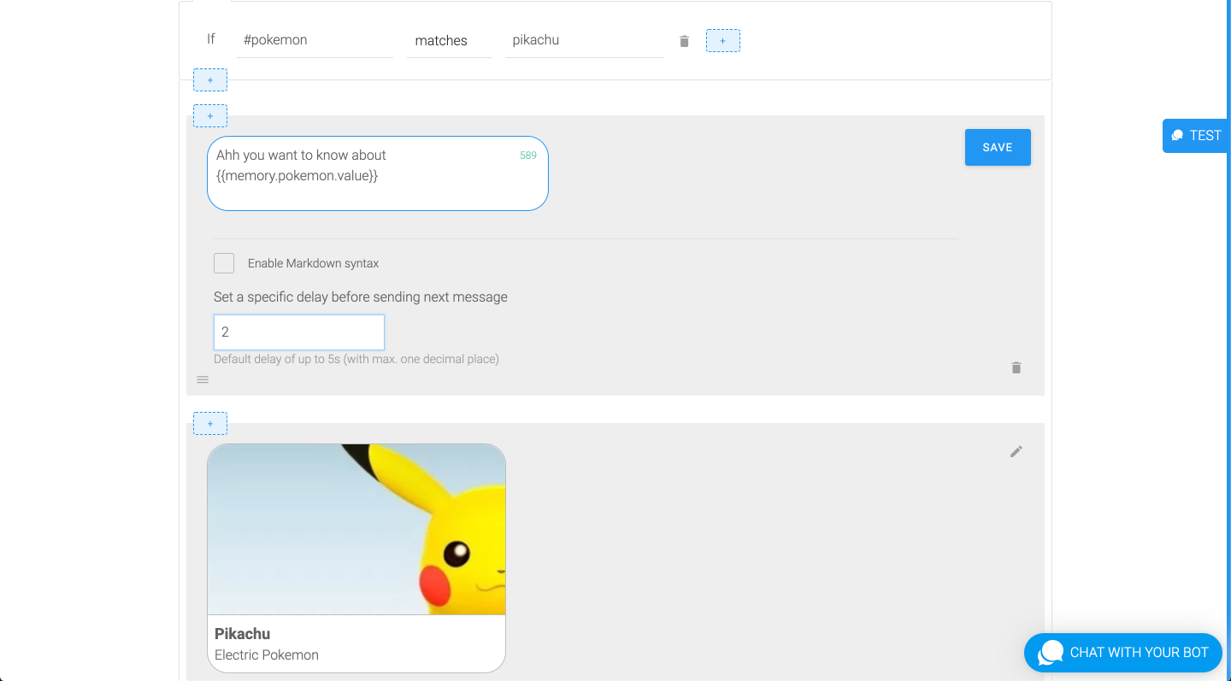 If #pokemon matches pikachu +
+
+
Ahh you want to know about 589
{{memory.pokemon.value}}
SAVE
TEST
Enable Markdown syntax
Set a specific delay before sending next message
2
Default delay of up to 5s (with max. one decimal place)
+
Pikachu
Electric Pokemon
CHAT WITH YOUR BOT